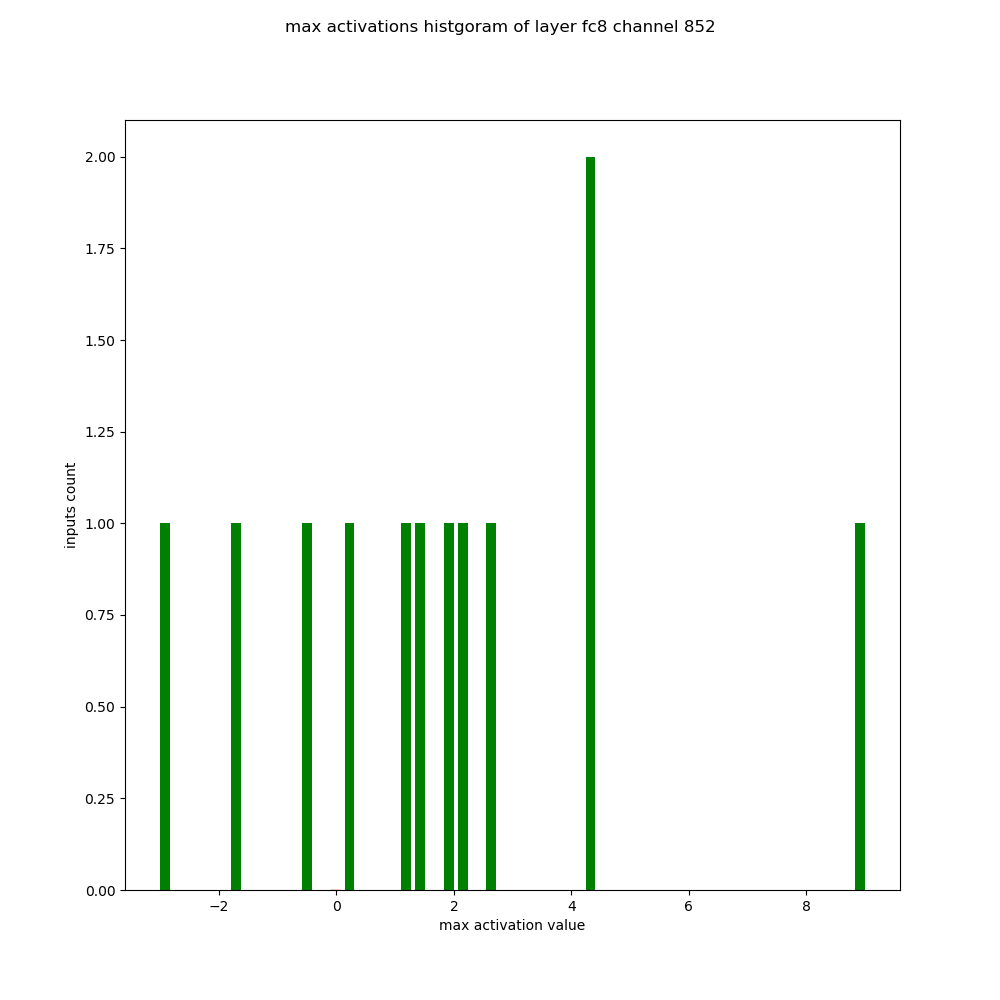 max activations histgoram of layer fc8 channel 852
2.00
1.75
1.50
1.25
1.00
0.75
0.50
0.25
0.00
inputs count
−2 0 2 4 6 8
max activation value